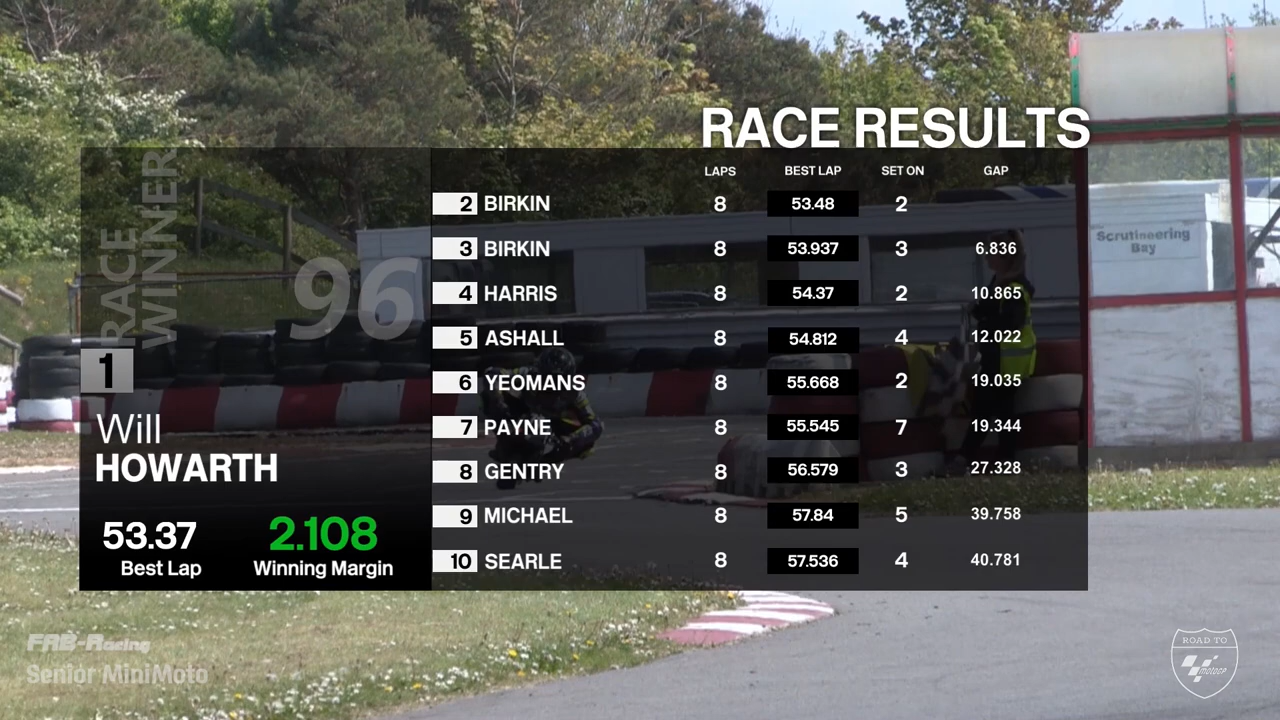 RACE RESULTS
LAPS BEST LAP SET ON GAP
2 BIRKIN 8 53.48 2
3 BIRKIN 8 53.937 3 6.836
4 HARRIS 8 54.37 2 10.865
5 ASHALL 8 54.812 4 12.022
6 YEOMANS 8 55.668 2 19.035
7 PAYNE 8 55.545 7 19.344
8 GENTRY 8 56.579 3 27.328
9 MICHAEL 8 57.84 5 39.758
10 SEARLE 8 57.536 4 40.781
RACE
WINNER
96
1
Will
HOWARTH
53.37 2.108
Best Lap Winning Margin
Scrutineering
Bay
FAB-Racing
Senior MiniMoto
ROAD TO
motoGP